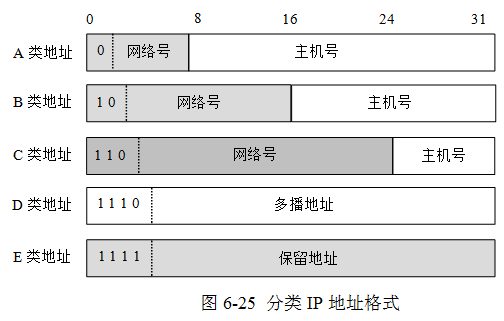 0 8 16 24 31
A 类地址 0 网络号 主机号
B 类地址 1 0 网络号 主机号
C 类地址 1 1 0 网络号 主机号
D 类地址 1 1 1 0 多播地址
E 类地址 1 1 1 1 保留地址
图 6-25 分类 IP 地址格式